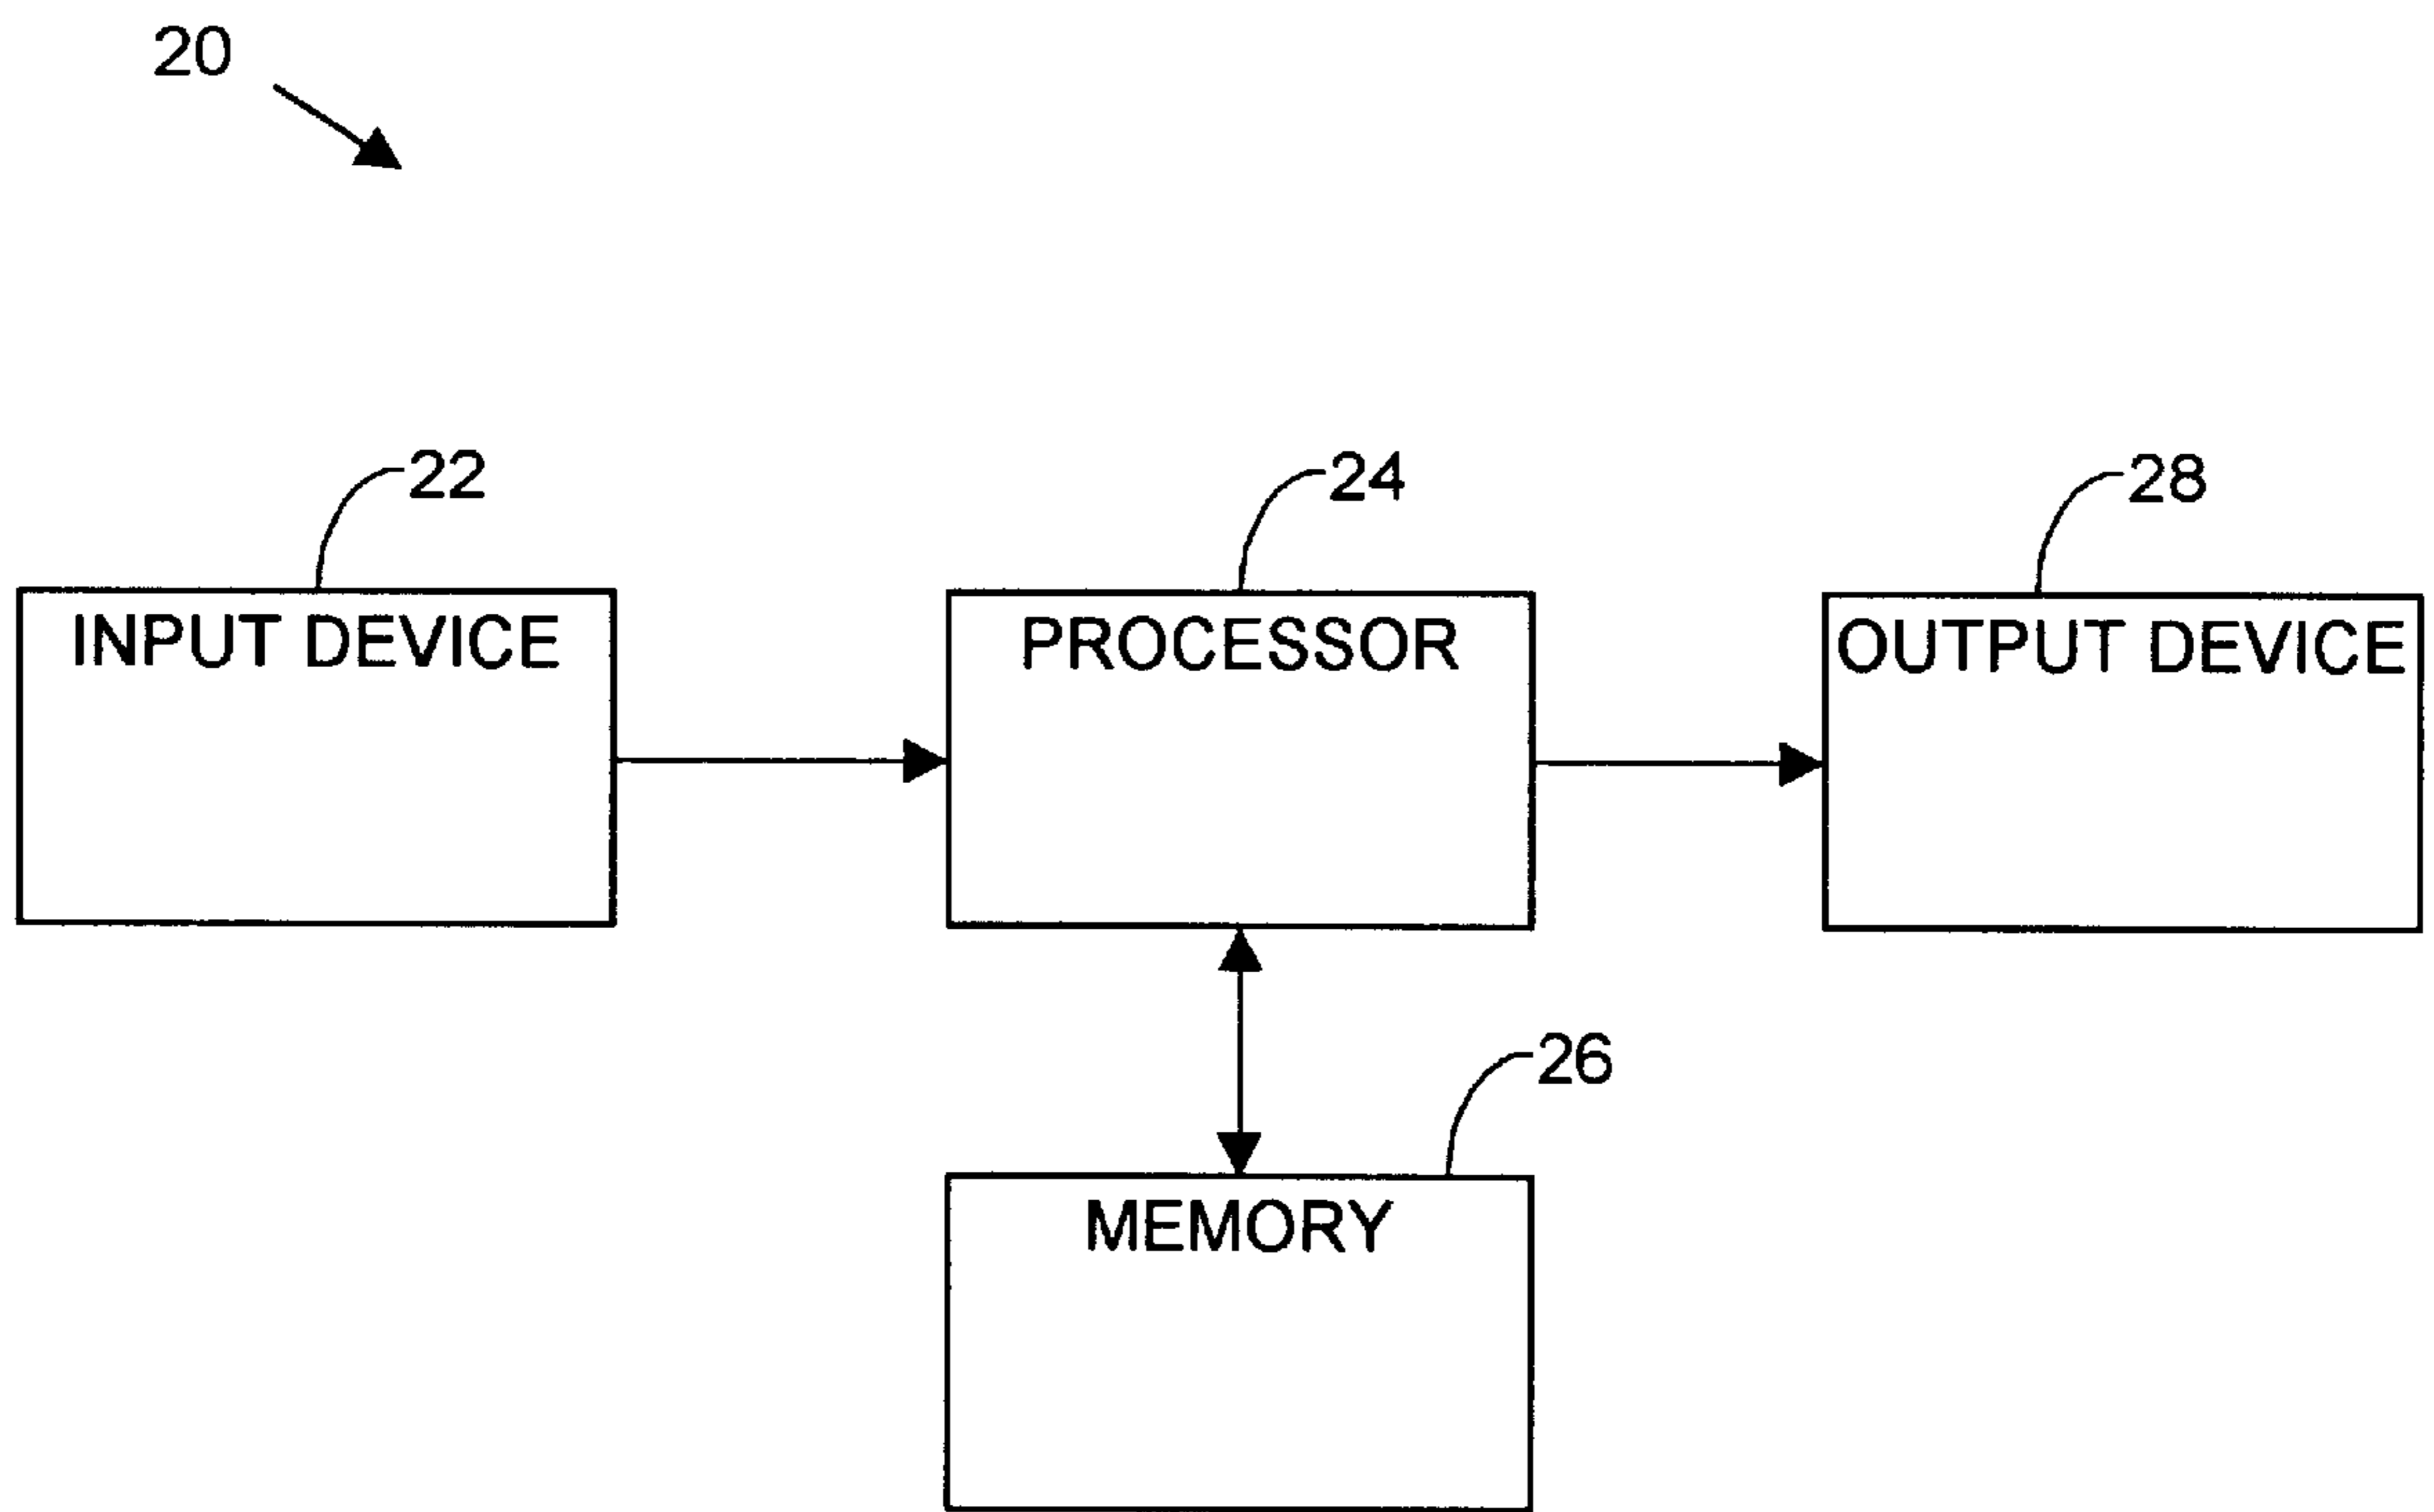 20
22
24
28
INPUT DEVICE
PROCESSOR
OUTPUT DEVICE
26
MEMORY